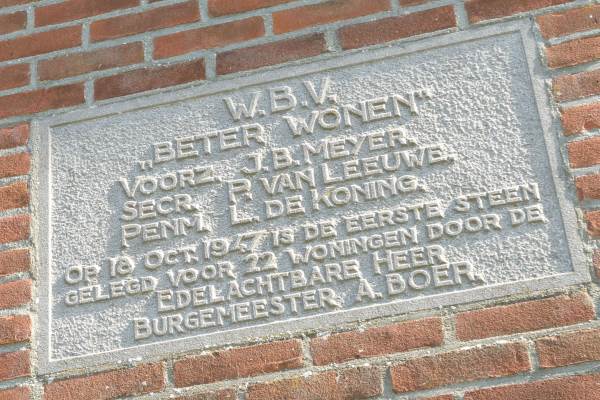 W.B.V.
„BETER WONEN"
VOORZ. J.B. MEYER.
SECR. P. VAN LEEUWE.
PENM. L. DE KONING.
OP 18 OCT. 1947 IS DE EERSTE STEEN
GELEGD VOOR 22 WONINGEN DOOR DE
EDELACHTBARE HEER
BURGEMEESTER A. BOER.